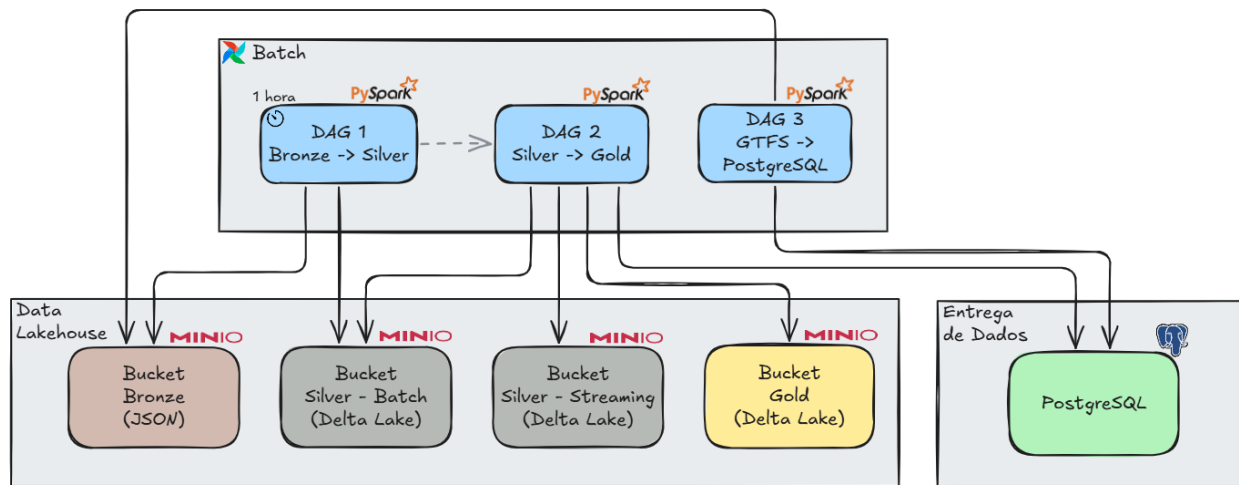 Batch
1 hora
PySpark
DAG 1
Bronze -> Silver
PySpark
DAG 2
Silver -> Gold
PySpark
DAG 3
GTFS ->
PostgreSQL
Data
Lakehouse
MINIO
Bucket
Bronze
(JSON)
MINIO
Bucket
Silver - Batch
(Delta Lake)
MINIO
Bucket
Silver - Streaming
(Delta Lake)
MINIO
Bucket
Gold
(Delta Lake)
Entrega
de Dados
PostgreSQL